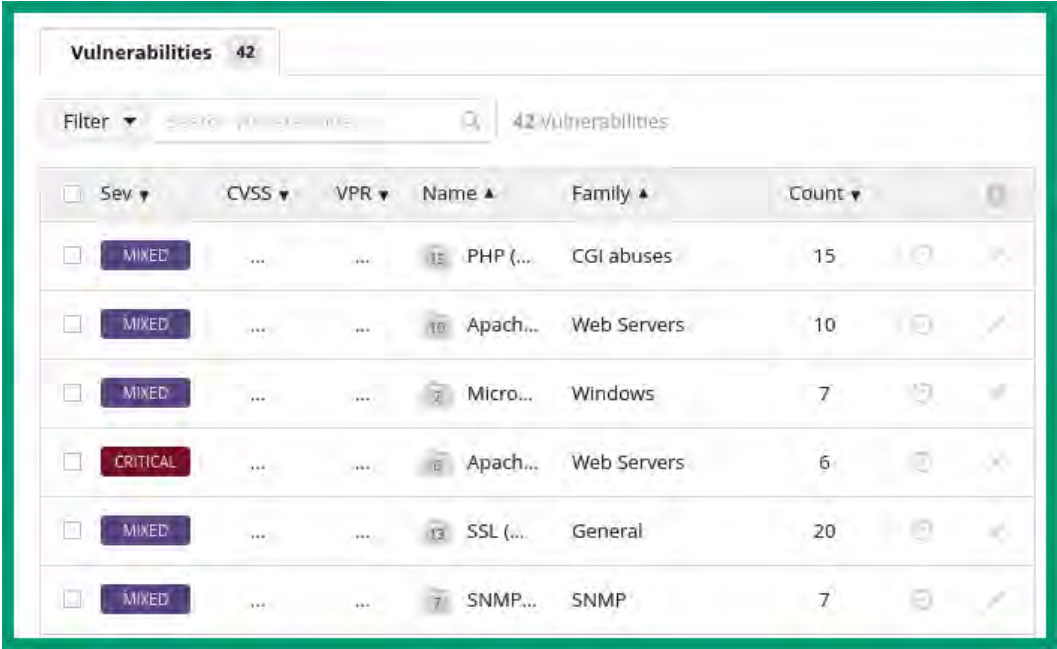 Vulnerabilities 42
Filter ▼ 42 Vulnerabilities
Sev ▼ CVSS ▼ VPR ▼ Name ▲ Family ▲ Count ▼
MIXED ... ... 15 PHP (... CGI abuses 15
MIXED ... ... 10 Apach... Web Servers 10
MIXED ... ... 7 Micro... Windows 7
CRITICAL ... ... 6 Apach... Web Servers 6
MIXED ... ... 13 SSL (... General 20
MIXED ... ... 7 SNMP... SNMP 7